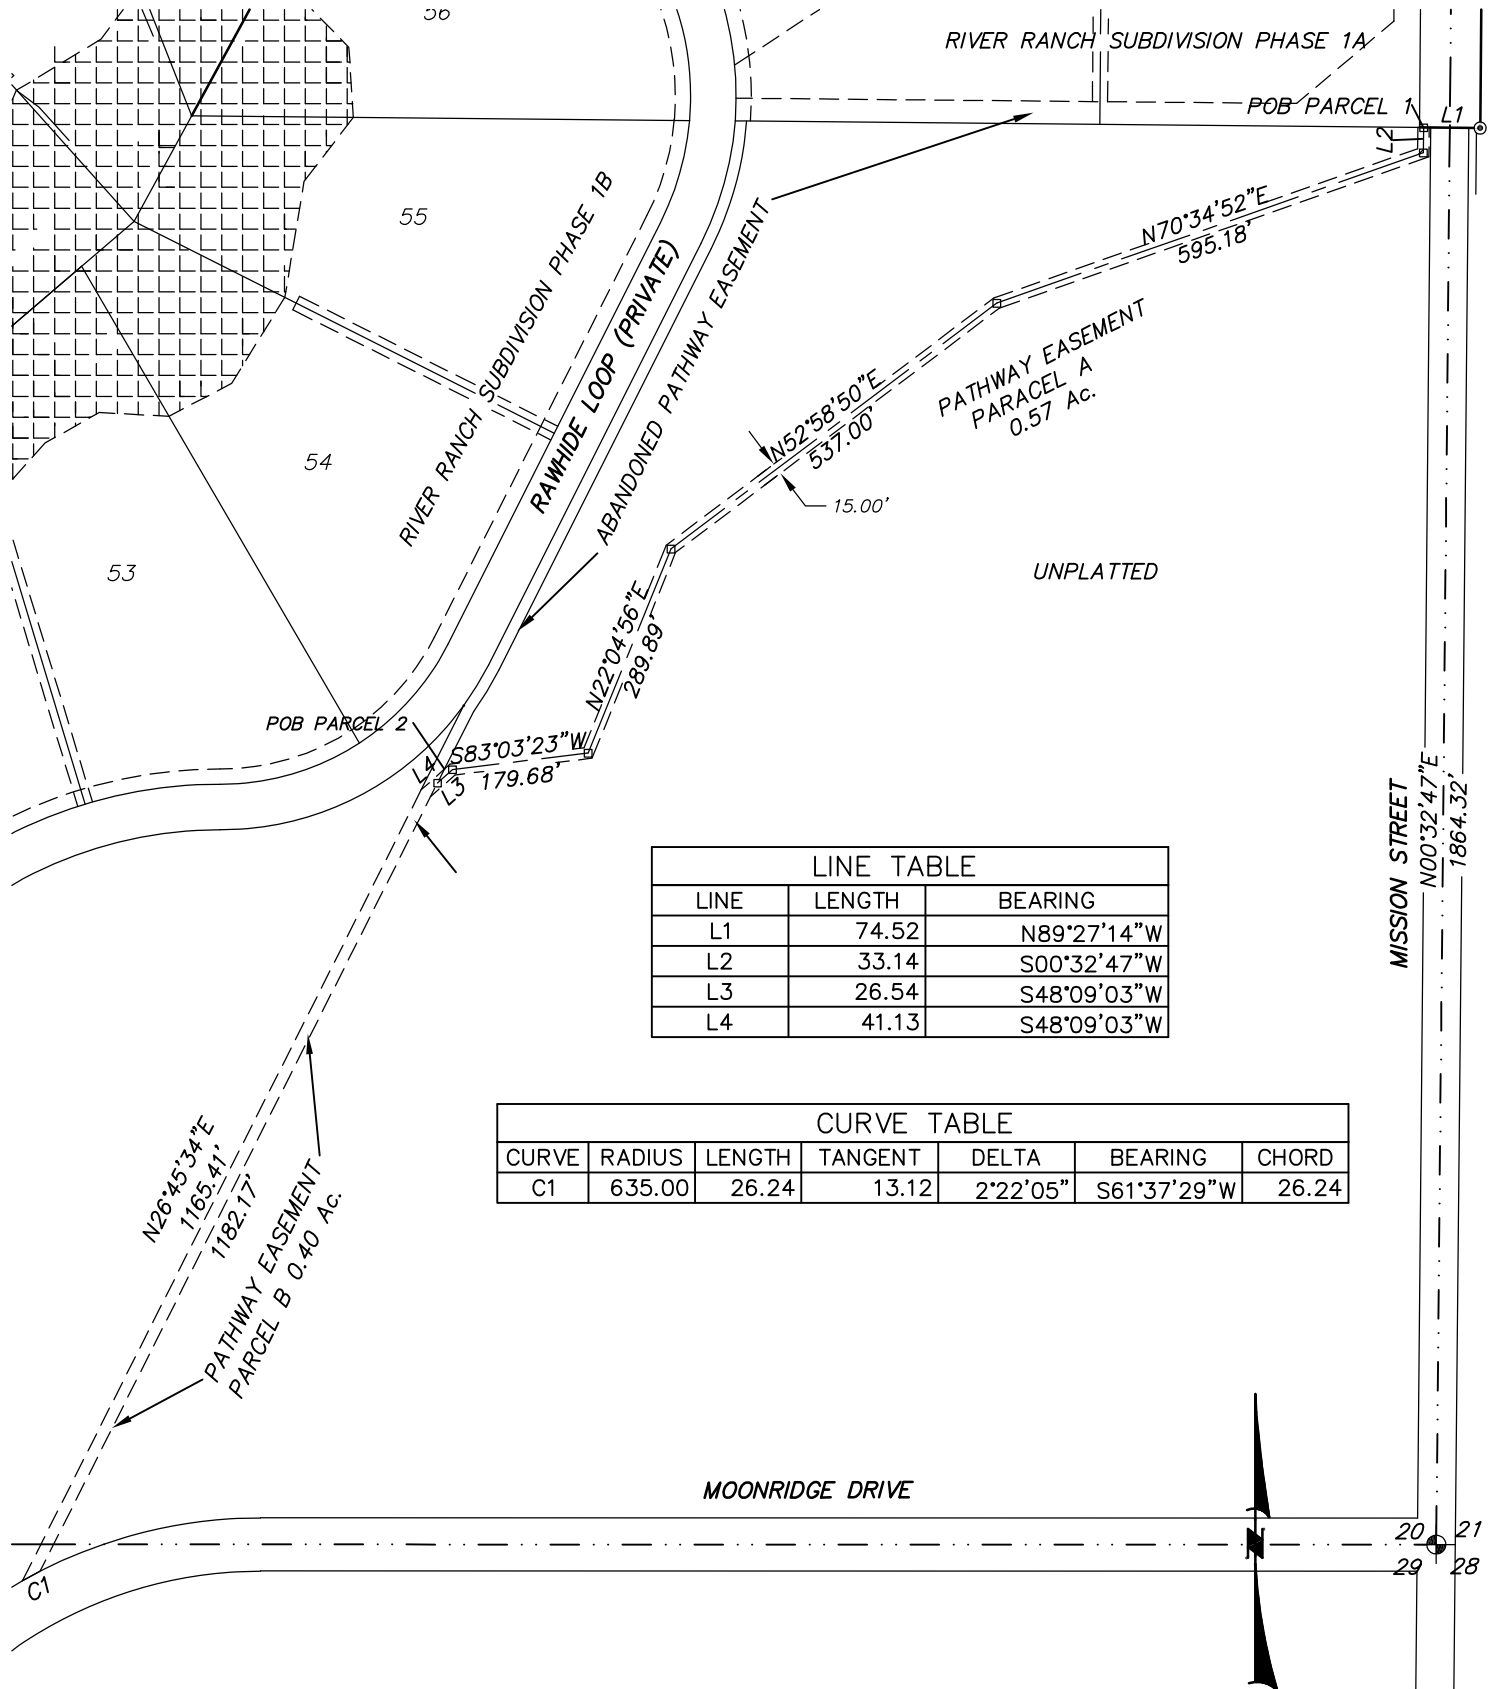 56
RIVER RANCH SUBDIVISION PHASE 1A
POB PARCEL 1
L1
L2
N70°34'52"E
595.18'
55
RIVER RANCH SUBDIVISION PHASE 1B
RAWHIDE LOOP (PRIVATE)
ABANDONED PATHWAY EASEMENT
PATHWAY EASEMENT
PARACEL A
0.57 Ac.
N52°58'50"E
537.00'
15.00'
54
53
UNPLATTED
N22°04'56"E
289.89'
POB PARCEL 2
S83°03'23"W
179.68'
L4
L3
MISSION STREET
N00°32'47"E
1864.32'
LINE TABLE
LINE LENGTH BEARING
L1 74.52 N89°27'14"W
L2 33.14 S00°32'47"W
L3 26.54 S48°09'03"W
L4 41.13 S48°09'03"W
CURVE TABLE
CURVE RADIUS LENGTH TANGENT DELTA BEARING CHORD
C1 635.00 26.24 13.12 2°22'05" S61°37'29"W 26.24
N26°45'34"E
1165.41'
1182.17'
PATHWAY EASEMENT
PARCEL B 0.40 Ac.
MOONRIDGE DRIVE
C1
N
20 21
29 28